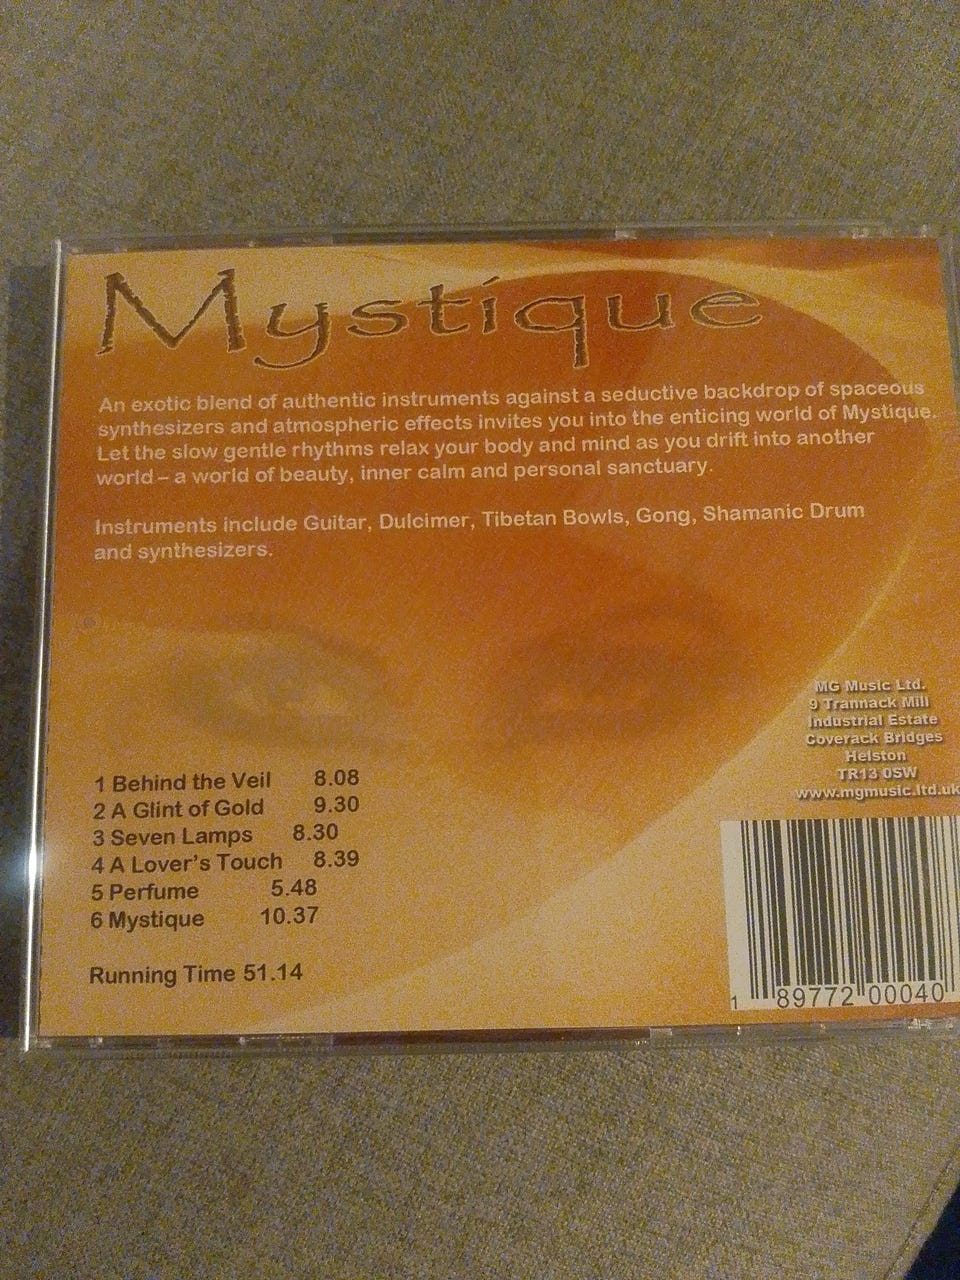 Mystique
An exotic blend of authentic instruments against a seductive backdrop of spaceous
synthesizers and atmospheric effects invites you into the enticing world of Mystique.
Let the slow gentle rhythms relax your body and mind as you drift into another
world – a world of beauty, inner calm and personal sanctuary.
Instruments include Guitar, Dulcimer, Tibetan Bowls, Gong, Shamanic Drum
and synthesizers.
MG Music Ltd.
9 Trannack Mill
Industrial Estate
Coverack Bridges
Helston
TR13 0SW
www.mgmusic.ltd.uk
1 Behind the Veil 8.08
2 A Glint of Gold 9.30
3 Seven Lamps 8.30
4 A Lover's Touch 8.39
5 Perfume 5.48
6 Mystique 10.37
Running Time 51.14
1 89772 00040